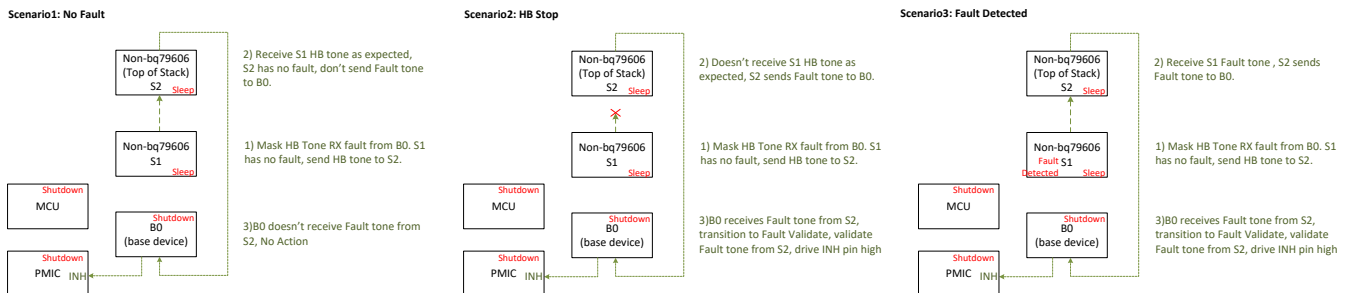 Scenario1: No Fault
Non-bq79606
(Top of Stack)
S2
Sleep
2) Receive S1 HB tone as expected,
S2 has no fault, don't send Fault tone
to B0.
Non-bq79606
S1
Sleep
1) Mask HB Tone RX fault from B0. S1
has no fault, send HB tone to S2.
Shutdown
MCU
Shutdown
B0
(base device)
3)B0 doesn't receive Fault tone from
S2, No Action
Shutdown
PMIC
INH
Scenario2: HB Stop
Non-bq79606
(Top of Stack)
S2
Sleep
2) Doesn't receive S1 HB tone as
expected, S2 sends Fault tone to B0.
Non-bq79606
S1
Sleep
1) Mask HB Tone RX fault from B0. S1
has no fault, send HB tone to S2.
Shutdown
MCU
Shutdown
B0
(base device)
3)B0 receives Fault tone from S2,
transition to Fault Validate, validate
Fault tone from S2, drive INH pin high
Shutdown
PMIC
INH
Scenario3: Fault Detected
Non-bq79606
(Top of Stack)
S2
Sleep
2) Receive S1 Fault tone , S2 sends
Fault tone to B0.
Non-bq79606
Fault
S1
Detected
Sleep
1) Mask HB Tone RX fault from B0. S1
has no fault, send HB tone to S2.
Shutdown
MCU
Shutdown
B0
(base device)
3)B0 receives Fault tone from S2,
transition to Fault Validate, validate
Fault tone from S2, drive INH pin high
Shutdown
PMIC
INH